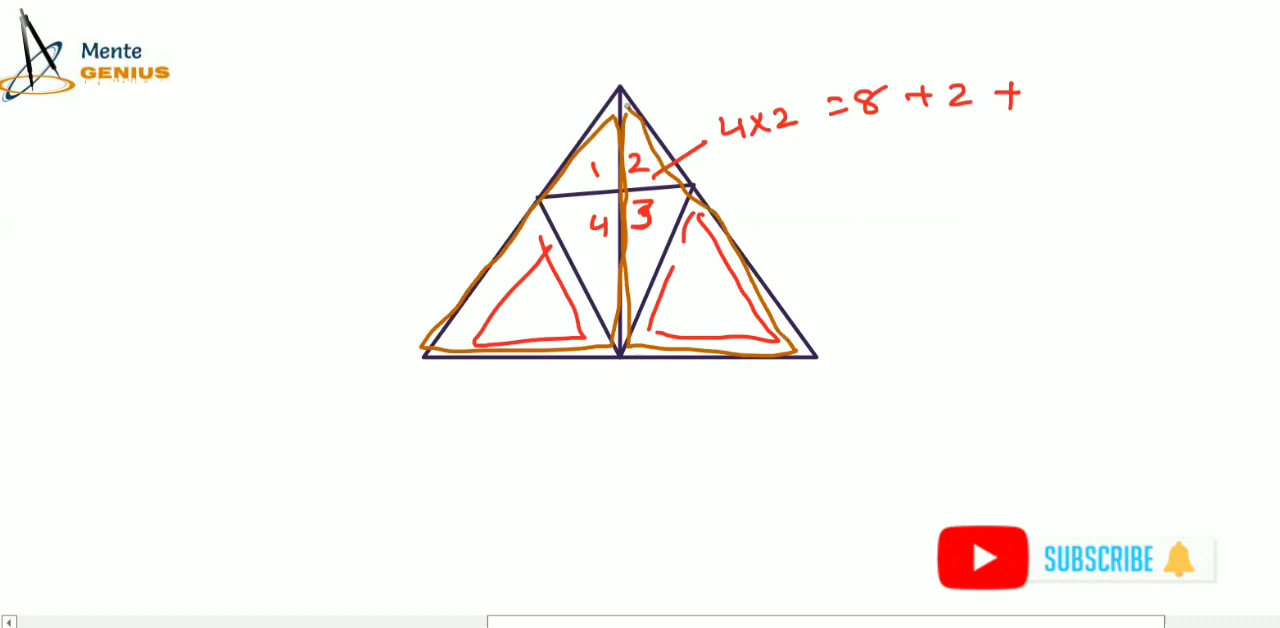 Mente
GENIUS
4x2 =8 + 2 +
1 2
4 3
SUBSCRIBE